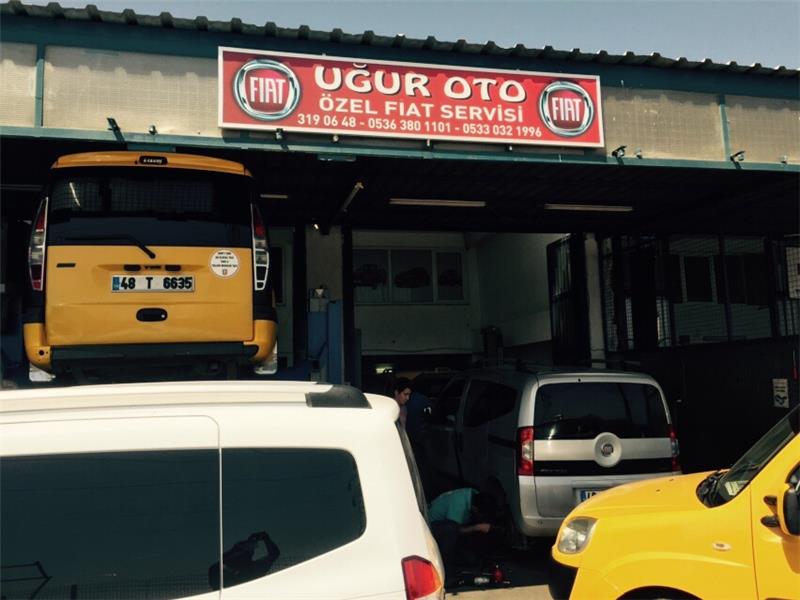 FIAT UĞUR OTO FIAT
ÖZEL FIAT SERVİSİ
319 06 48 - 0536 380 1101 - 0533 032 1996
48 T 6635